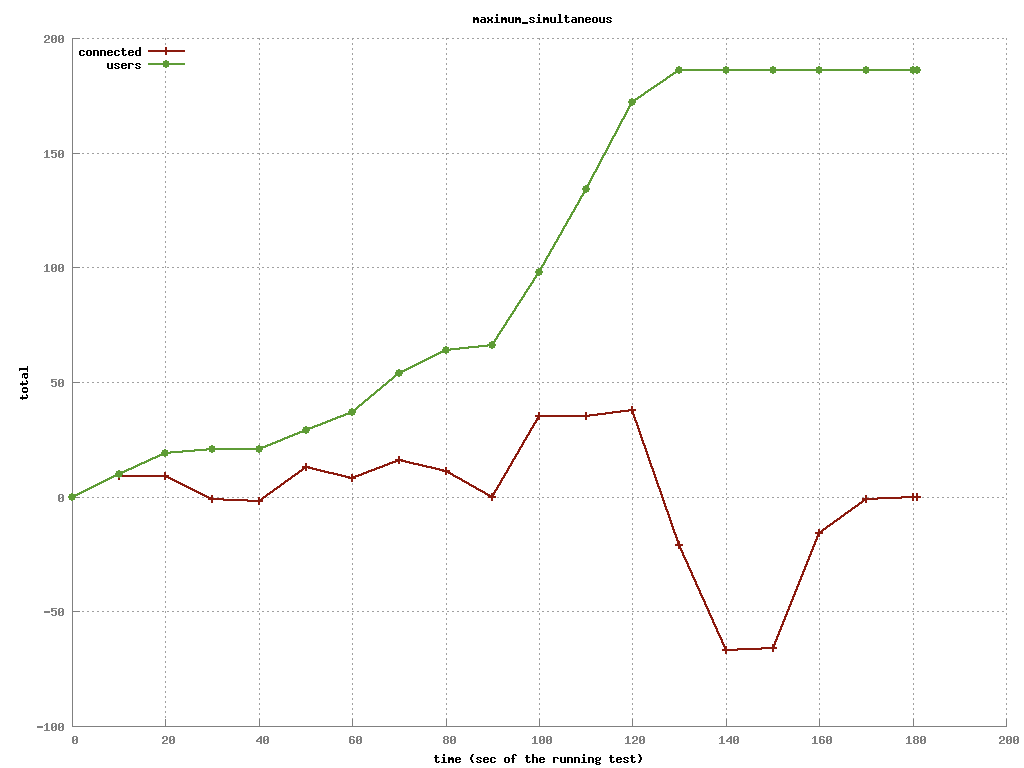 maximum_simultaneous
connected
users
200
150
100
50
0
-50
-100
total
0 20 40 60 80 100 120 140 160 180 200
time (sec of the running test)